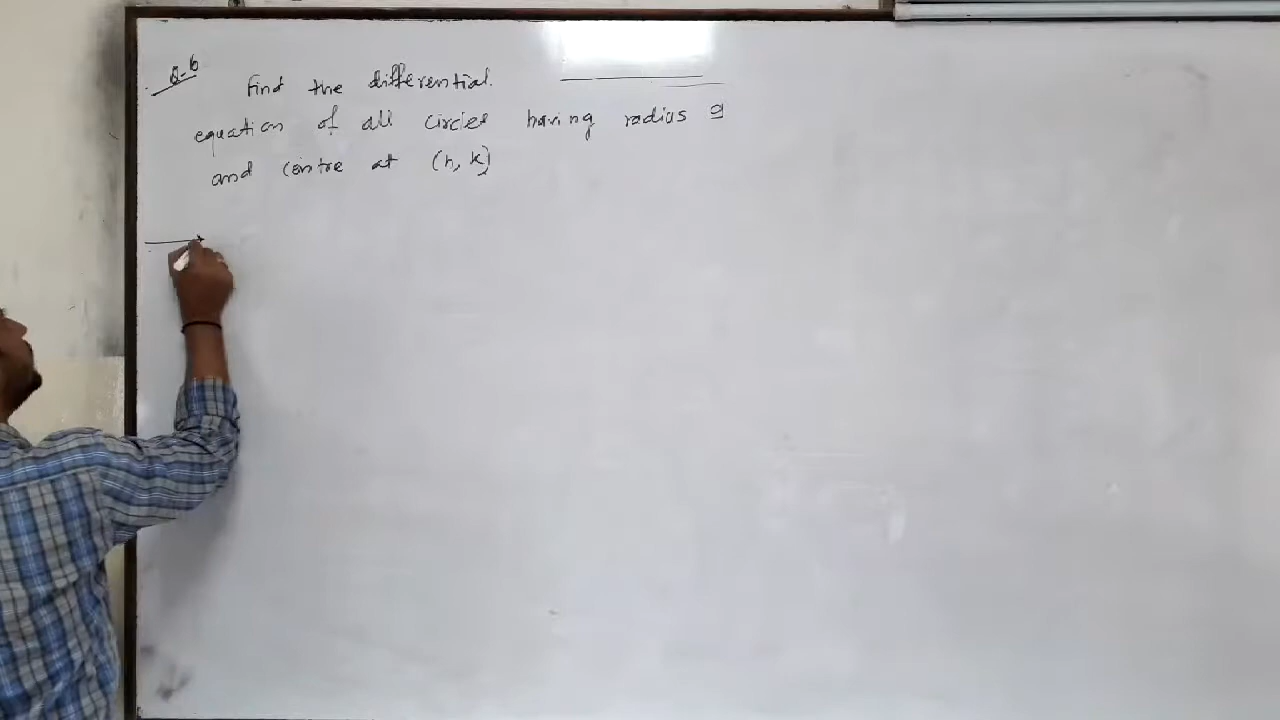 Q-6 Find the differential.
equation of all circles having radius a
and centre at (h, k)